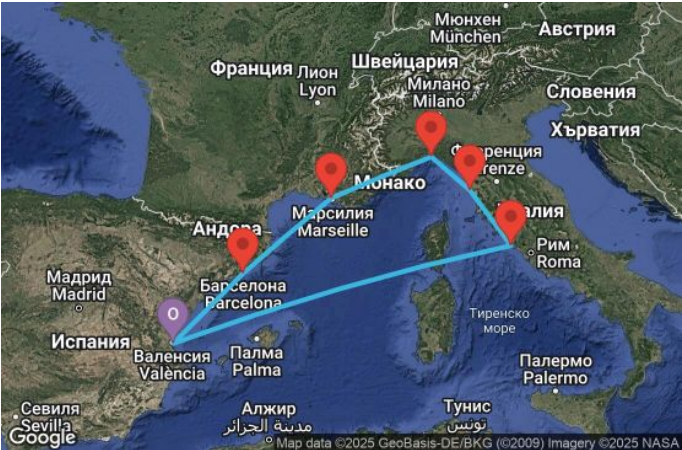 Мюнхен
München
Австрия
Франция
Лион
Lyon
Швейцария
Милано
Milano
Словения
Хърватия
Флоренция
Монако
Марсилия
Marseille
Андора
Рим
Roma
Мадрид
Madrid
Барселона
Barcelona
O
Тиренско
море
Испания
Валенсия
València
Палма
Palma
Палермо
Palermo
Севиля
Sevilla
Алжир
مدينة الجزائر
Тунис
تونس
Google
Map data ©2025 GeoBasis-DE/BKG (©2009) Imagery ©2025 NASA